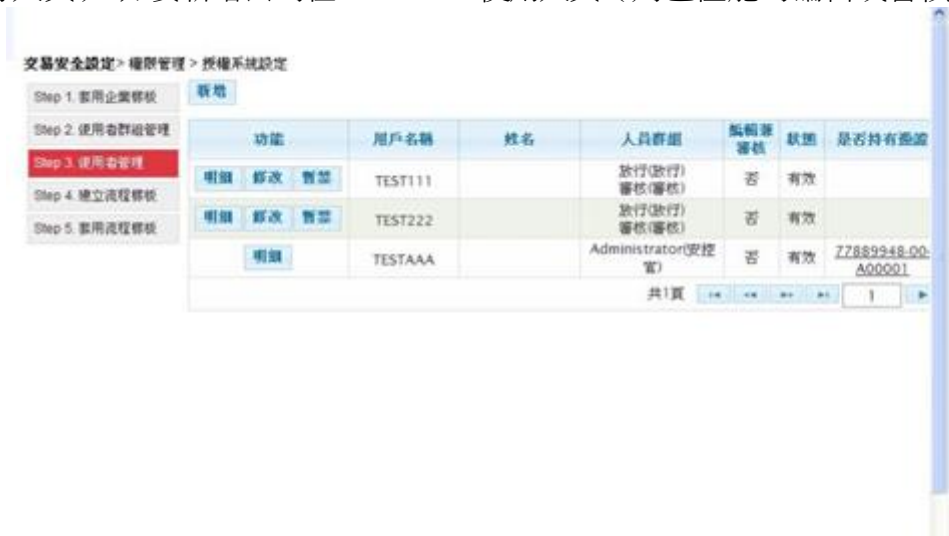 交易安全設定> 權限管理 > 授權系統設定
Step 1. 套用企業模板
Step 2. 使用者群組管理
Step 3. 使用者管理
Step 4. 建立流程模板
Step 5. 套用流程模板
新增
功能 用戶名稱 姓名 人員群組 編輯兼審核 狀態 是否持有憑證
明細 修改 暫禁 TEST111 放行(放行) 審核(審核) 否 有效
明細 修改 暫禁 TEST222 放行(放行) 審核(審核) 否 有效
明細 TESTAAA Administrator(安控官) 否 有效 77889948-00-A00001
共1頁 1